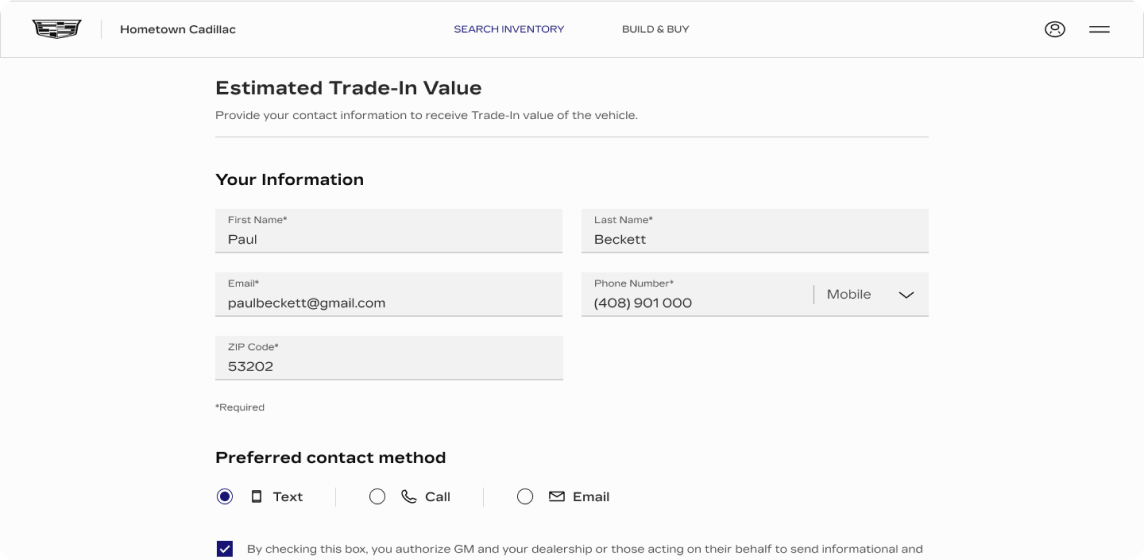 Hometown Cadillac SEARCH INVENTORY BUILD & BUY
Estimated Trade-In Value
Provide your contact information to receive Trade-In value of the vehicle.
Your Information
First Name* Last Name*
Paul Beckett
Email* Phone Number*
paulbeckett@gmail.com (408) 901 000 Mobile
ZIP Code*
53202
*Required
Preferred contact method
Text Call Email
By checking this box, you authorize GM and your dealership or those acting on their behalf to send informational and